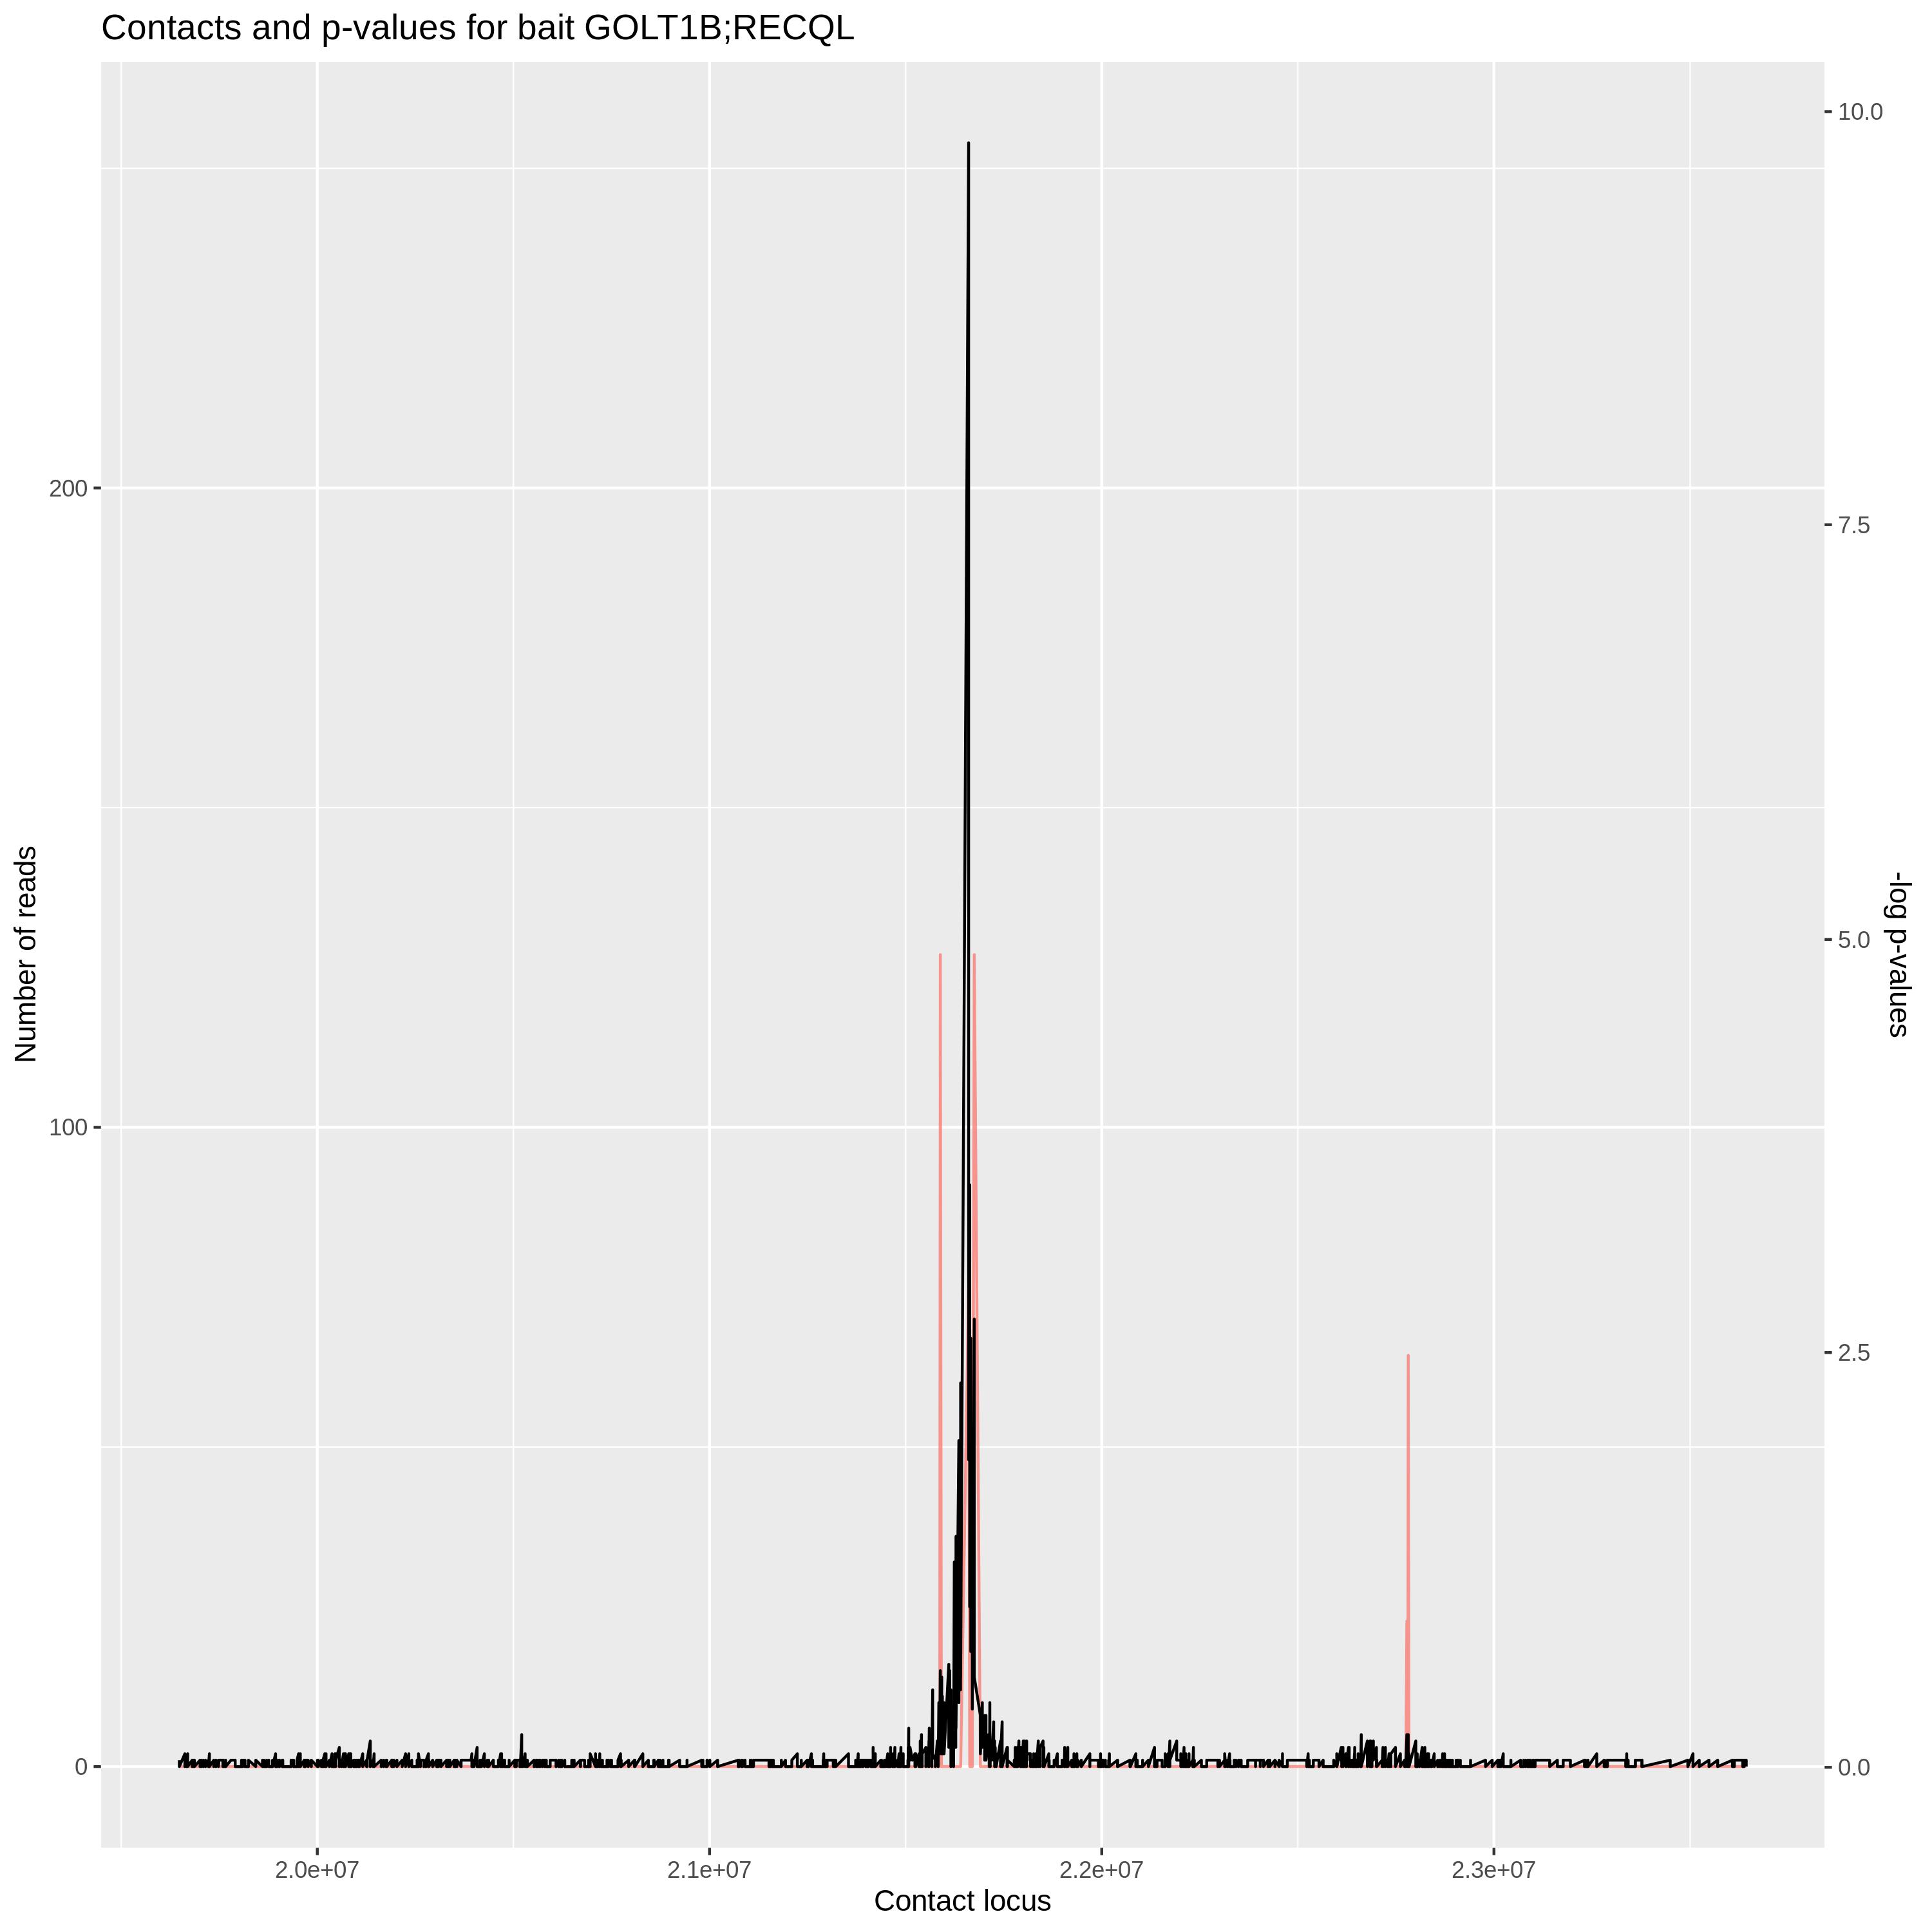 Contacts and p-values for bait GOLT1B;RECQL
Number of reads
200
100
0
10.0
7.5
5.0
2.5
0.0
-log p-values
2.0e+07
2.1e+07
2.2e+07
2.3e+07
Contact locus